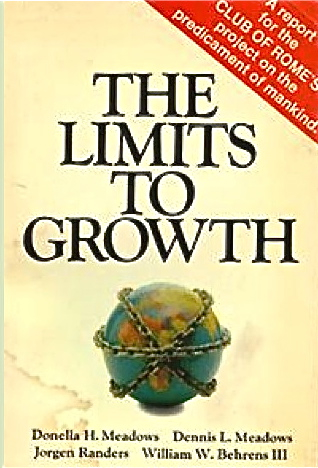 A report
for the
CLUB OF ROME'S
project on the
predicament of mankind
THE
LIMITS
TO
GROWTH
Donella H. Meadows Dennis L. Meadows
Jorgen Randers William W. Behrens III